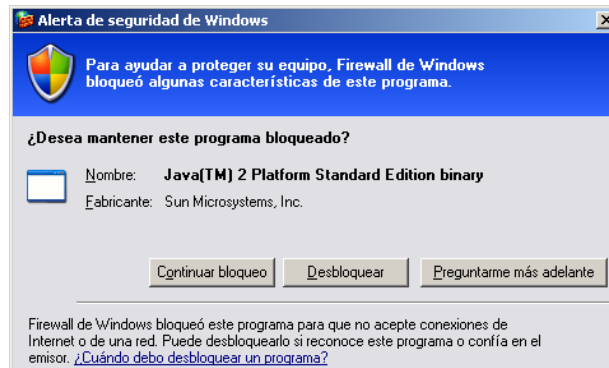 Alerta de seguridad de Windows
Para ayudar a proteger su equipo, Firewall de Windows
bloqueó algunas características de este programa.
¿Desea mantener este programa bloqueado?
Nombre: Java(TM) 2 Platform Standard Edition binary
Fabricante: Sun Microsystems, Inc.
Continuar bloqueo Desbloquear Preguntarme más adelante
Firewall de Windows bloqueó este programa para que no acepte conexiones de
Internet o de una red. Puede desbloquearlo si reconoce este programa o confía en el
emisor. ¿Cuándo debo desbloquear un programa?